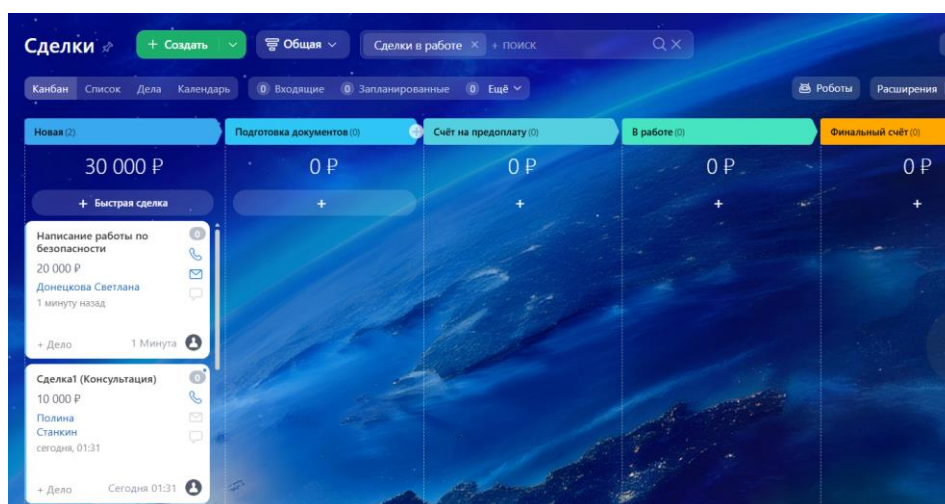 Сделки + Создать Общая Сделки в работе × + поиск
Канбан Список Дела Календарь 0 Входящие 0 Запланированные 0 Ещё Роботы Расширения
Новая (2) Подготовка документов (0) Счёт на предоплату (0) В работе (0) Финальный счёт (0)
30 000 ₽ 0 ₽ 0 ₽ 0 ₽ 0 ₽
+ Быстрая сделка + + + +
Написание работы по 0
безопасности
20 000 ₽
Донецкова Светлана
1 минуту назад
+ Дело 1 Минута
Сделка1 (Консультация) 0
10 000 ₽
Полина
Станкин
сегодня, 01:31
+ Дело Сегодня 01:31